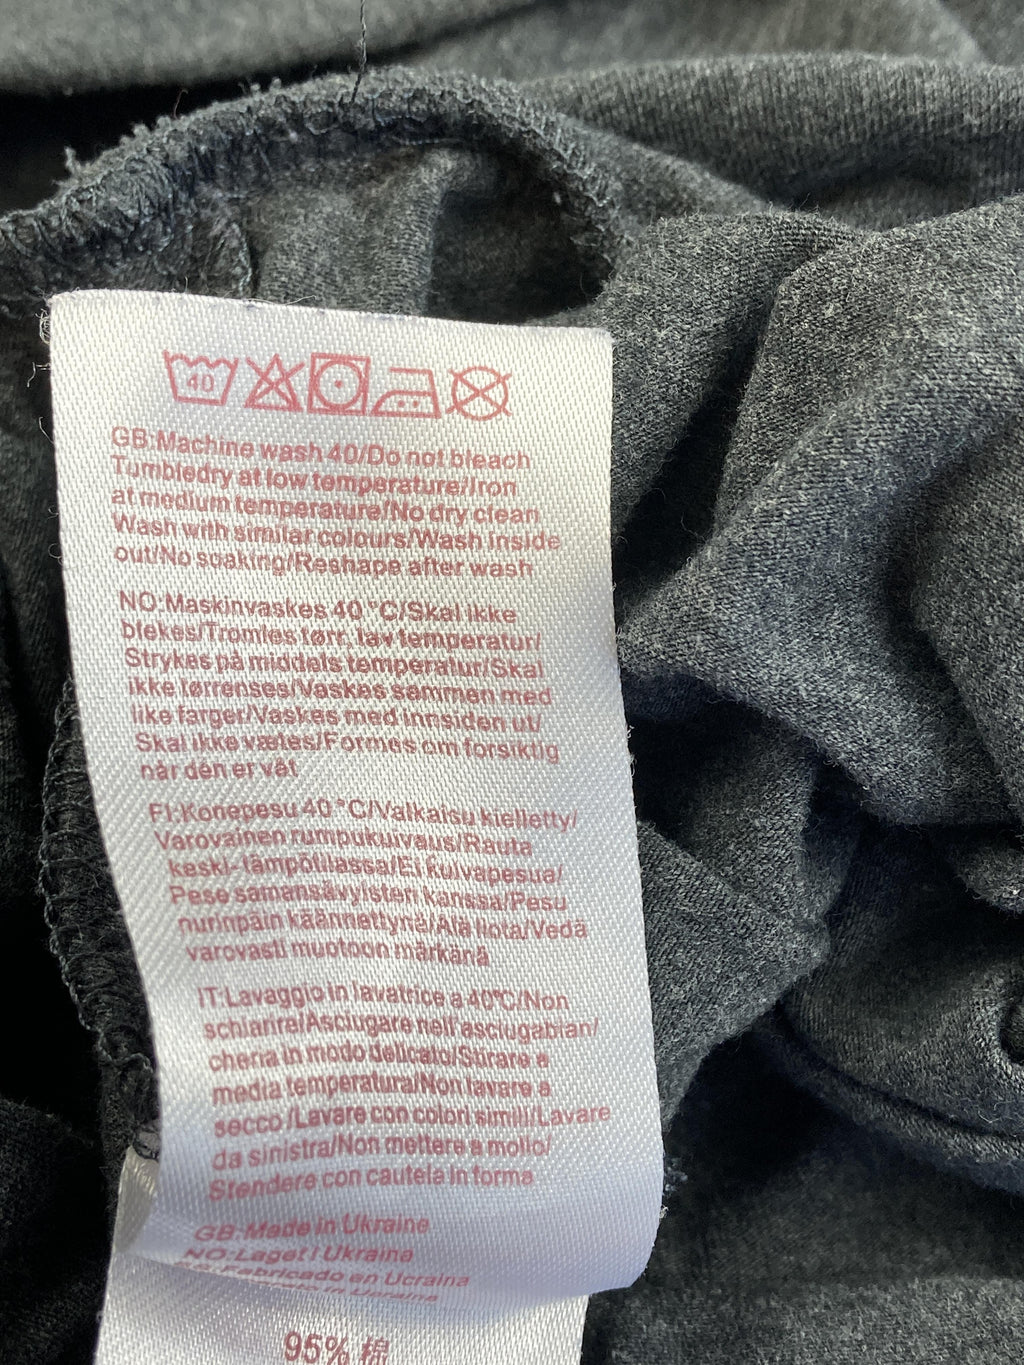 40
GB:Machine wash 40/Do not bleach
Tumbledry at low temperature/Iron
at medium temperature/No dry clean
Wash with similar colours/Wash inside
out/No soaking/Reshape after wash
NO:Maskinvaskes 40 °C/Skal ikke
blekes/Tromles tørr, lav temperatur/
Strykes på middels temperatur/Skal
ikke tørrenses/Vaskes sammen med
like farger/Vaskes med innsiden ut/
Skal ikke vætes/Formes om forsiktig
når den er våt
FI:Konepesu 40 °C/Valkaisu kielletty/
Varovainen rumpukuivaus/Rauta
keski-lämpötilassa/Ei kuivapesua/
Pese samansävyisten kanssa/Pesu
nurinpäin käännettynä/Älä liota/Vedä
varovasti muotoon märkänä
IT:Lavaggio in lavatrice a 40°C/Non
schiarire/Asciugare nell'asciugabian/
cheria in modo delicato/Stirare a
media temperatura/Non lavare a
secco /Lavare con colori simili/Lavare
da sinistra/Non mettere a mollo/
Stendere con cautela in forma
GB:Made in Ukraine
NO:Laget i Ukraina
Fabricado en Ucraina
in Ucraina
95% 棉